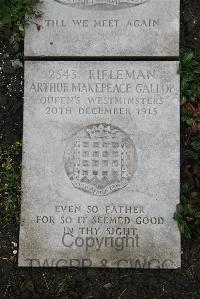 TILL WE MEET AGAIN
2543 RIFLEMAN
ARTHUR MAKEPEACE GALLOP
QUEEN'S WESTMINSTERS
20TH DECEMBER 1915
EVEN SO FATHER
FOR SO IT SEEMED GOOD
IN THY SIGHT
Copyright
TWGPP & CWGC